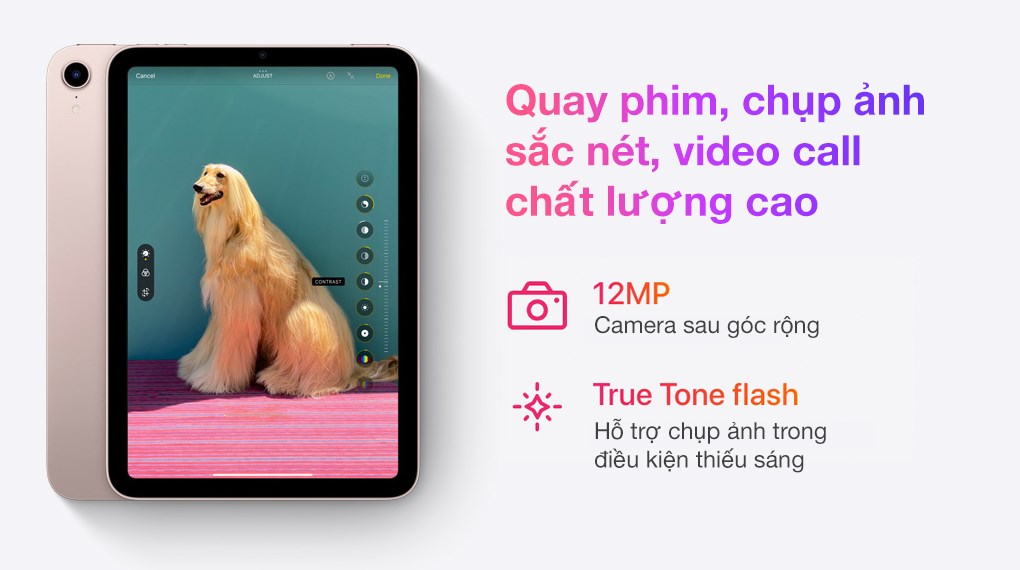 Cancel
ADJUST
Done
CONTRAST
Quay phim, chụp ảnh
sắc nét, video call
chất lượng cao
12MP
Camera sau góc rộng
True Tone flash
Hỗ trợ chụp ảnh trong
điều kiện thiếu sáng